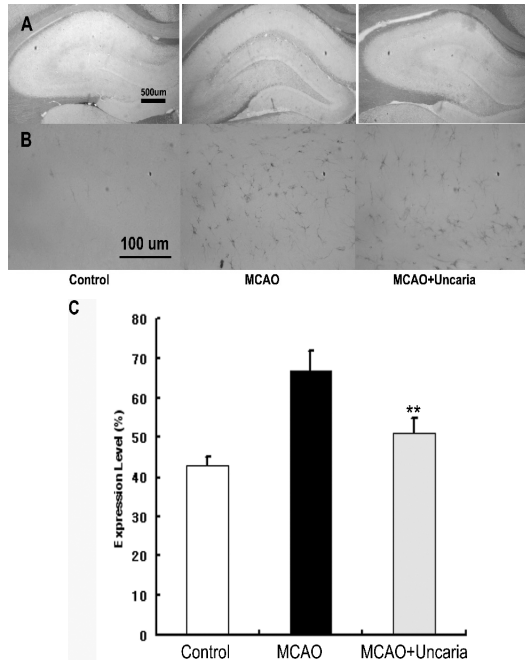 A
500um
B
100 um
Control MCAO MCAO+Uncaria
C
80
70
60
50
40
30
20
10
0
Expression Level (%)
**
Control MCAO MCAO+Uncaria